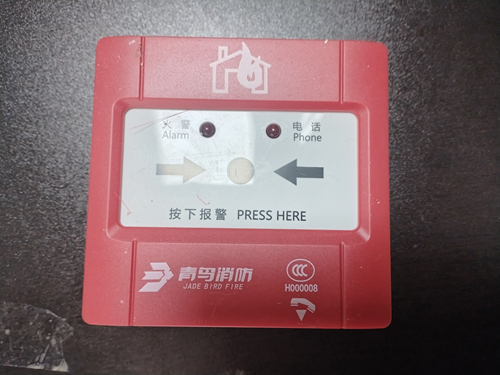 火警 电话
Alarm Phone
按下报警 PRESS HERE
青鸟消防
JADE BIRD FIRE
CCC
H000008